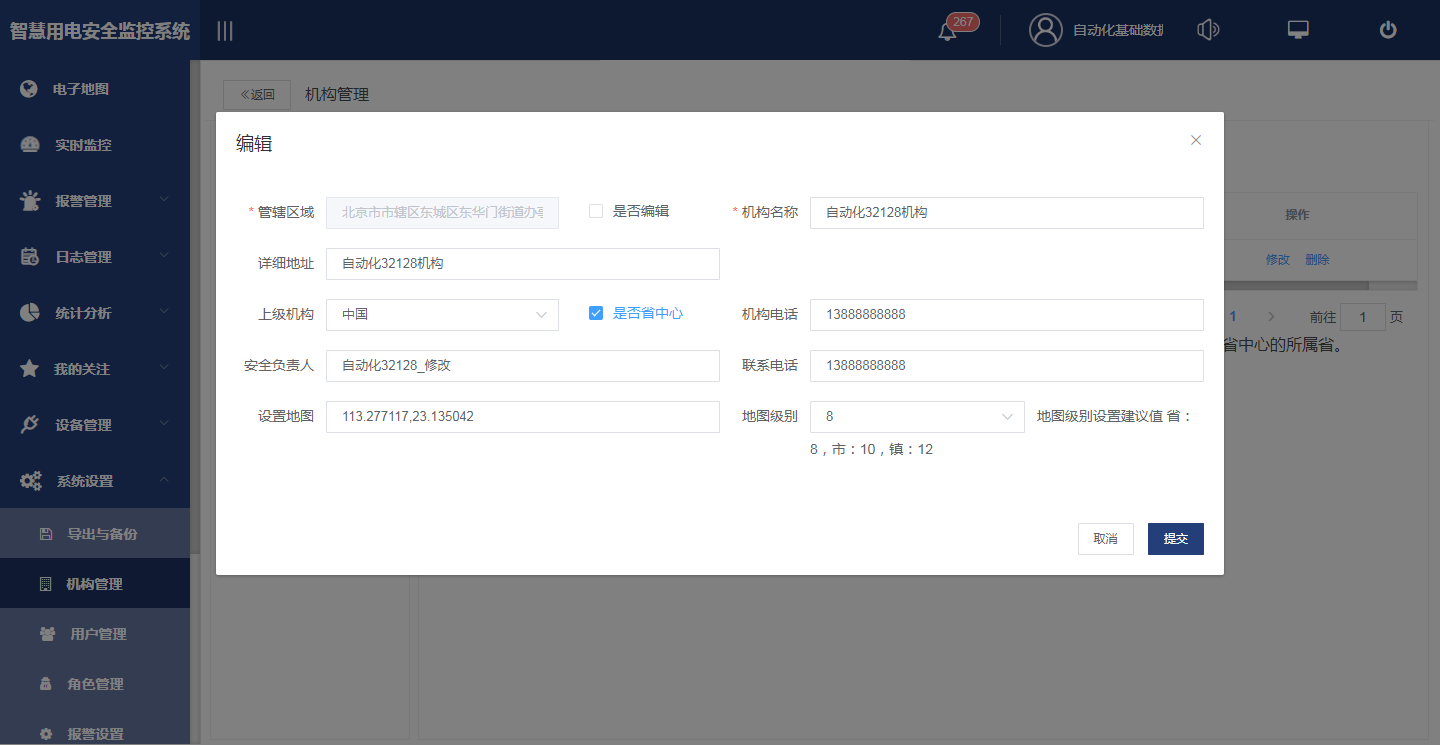 智慧用电安全监控系统
267
自动化基础数据
电子地图
实时监控
报警管理
日志管理
统计分析
我的关注
设备管理
系统设置
导出与备份
机构管理
用户管理
角色管理
报警设置
《返回
机构管理
编辑
* 管辖区域 北京市市辖区东城区东华门街道办事 是否编辑 * 机构名称 自动化32128机构
详细地址 自动化32128机构
上级机构 中国 是否省中心 机构电话 13888888888
安全负责人 自动化32128_修改 联系电话 13888888888
设置地图 113.277117,23.135042 地图级别 8 地图级别设置建议值 省：
8，市：10，镇：12
取消 提交
操作
修改 删除
1 前往 1 页
省中心的所属省。